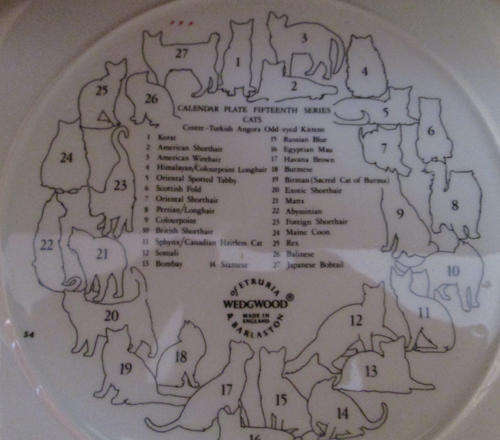 CALENDAR PLATE FIFTEENTH SERIES
CATS
Centre - Turkish Angora Odd eyed Kittens
1 Korat
2 American Shorthair
3 American Wirehair
4 Himalayan/Colourpoint Longhair
5 Oriental Spotted Tabby
6 Scottish Fold
7 Oriental Shorthair
8 Persian/Longhair
9 Colourpoint
10 British Shorthair
11 Sphynx/Canadian Hairless Cat
12 Somali
13 Bombay 14 Siamese
15 Russian Blue
16 Egyptian Mau
17 Havana Brown
18 Burmese
19 Birman (Sacred Cat of Burma)
20 Exotic Shorthair
21 Manx
22 Abyssinian
23 Foreign Shorthair
24 Maine Coon
25 Rex
26 Balinese
27 Japanese Bobtail
of ETRURIA
WEDGWOOD®
MADE IN
ENGLAND
& BARLASTON
54
1
2
3
4
5
6
7
8
9
10
11
12
13
14
15
16
17
18
19
20
21
22
23
24
25
26
27